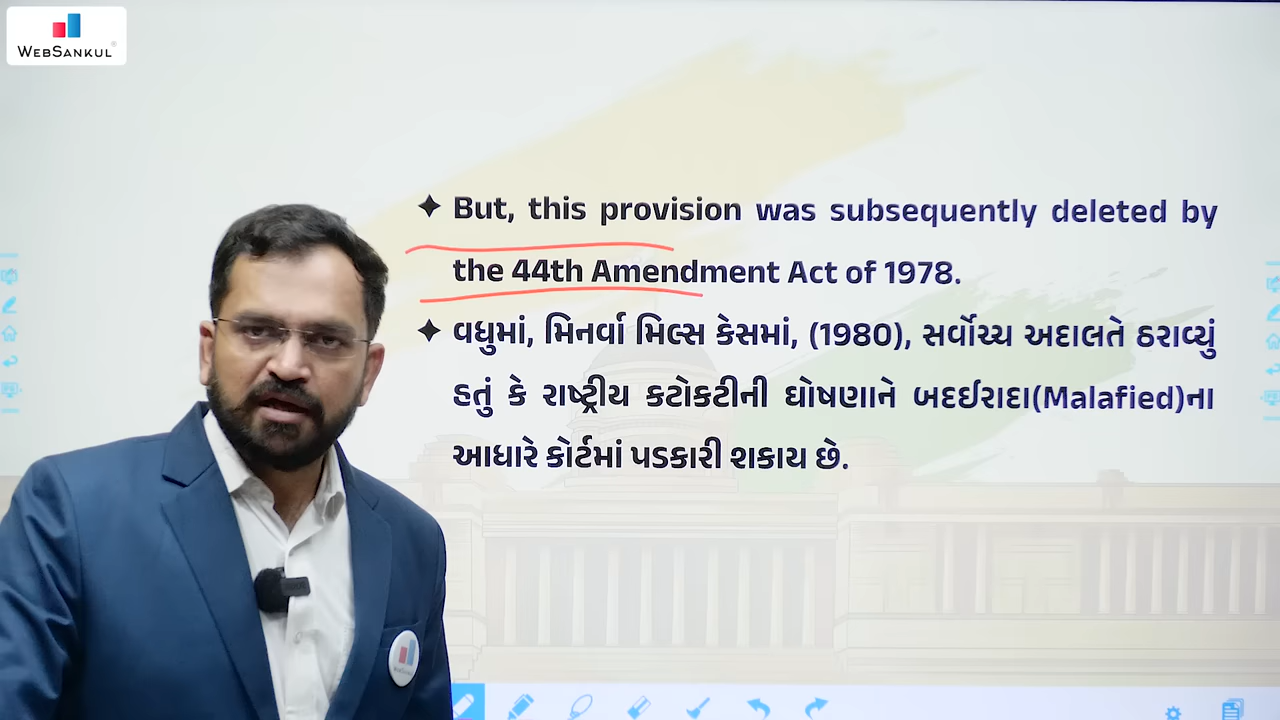 WEBSANKUL
✦ But, this provision was subsequently deleted by
the 44th Amendment Act of 1978.
✦ વધુમાં, મિનર્વા મિલ્સ કેસમાં, (1980), સર્વોચ્ચ અદાલતે ઠરાવ્યું
હતું કે રાષ્ટ્રીય કટોકટીની ઘોષણાને બદઈરાદા(Malafied)ના
આધારે કોર્ટમાં પડકારી શકાય છે.